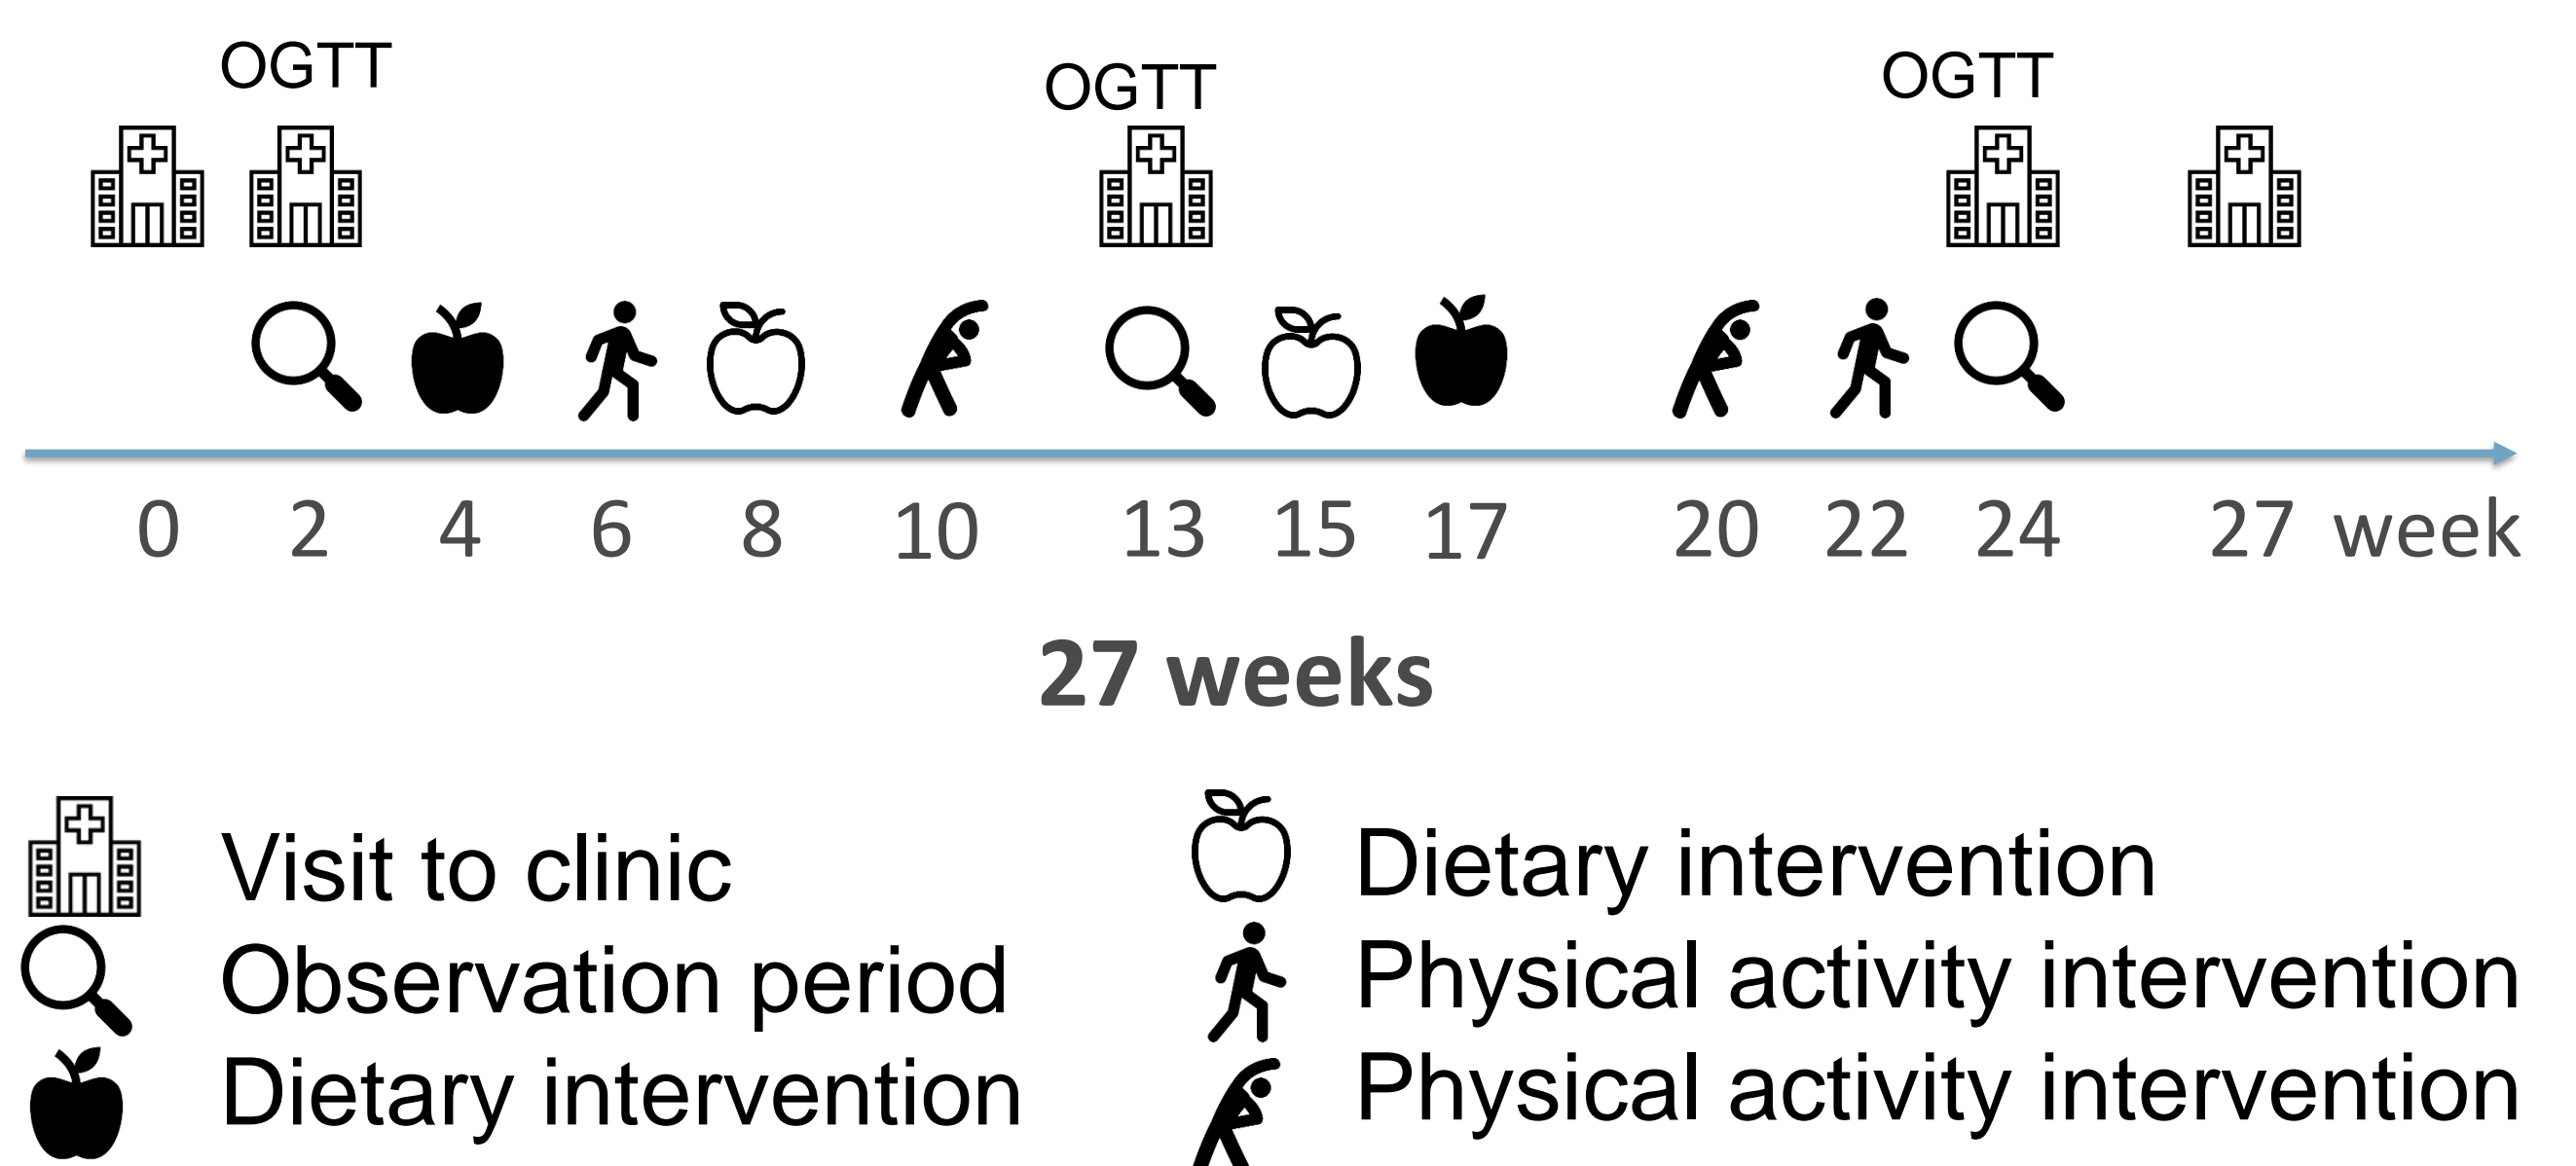 OGTT OGTT OGTT
0 2 4 6 8 10 13 15 17 20 22 24 27 week
27 weeks
Visit to clinic
Observation period
Dietary intervention
Dietary intervention
Physical activity intervention
Physical activity intervention